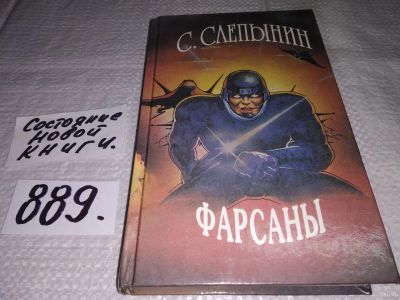 С. СЛЕПЫНИН
ФАРСАНЫ
Состояние
новой
книги.
889.